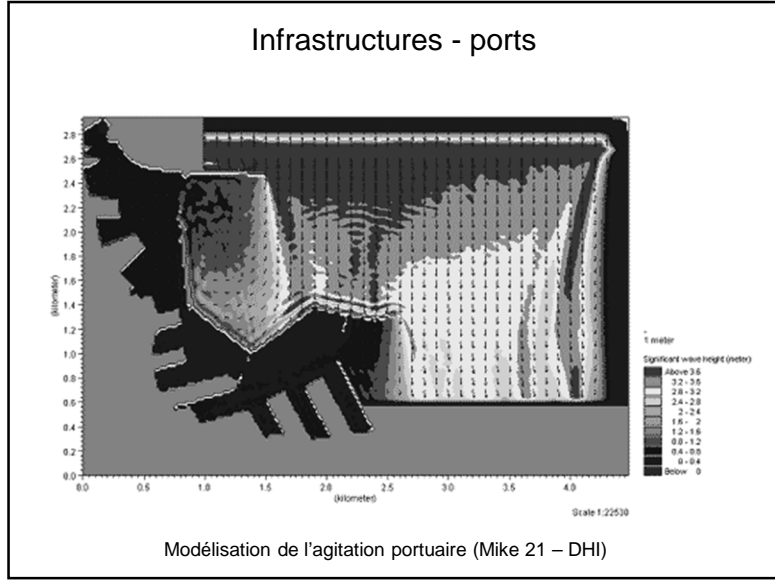 Infrastructures - ports
(kilometer)
2.8
2.6
2.4
2.2
2.0
1.8
1.6
1.4
1.2
1.0
0.8
0.6
0.4
0.2
0.0
0.0 0.5 1.0 1.5 2.0 2.5 3.0 3.5 4.0
(kilometer)
1 meter
Significant wave height (meter)
Above 3.6
3.2 - 3.6
2.8 - 3.2
2.4 - 2.8
2 - 2.4
1.6 - 2
1.2 - 1.6
0.8 - 1.2
0.4 - 0.8
0 - 0.4
Below 0
Scale 1:22530
Modélisation de l'agitation portuaire (Mike 21 – DHI)